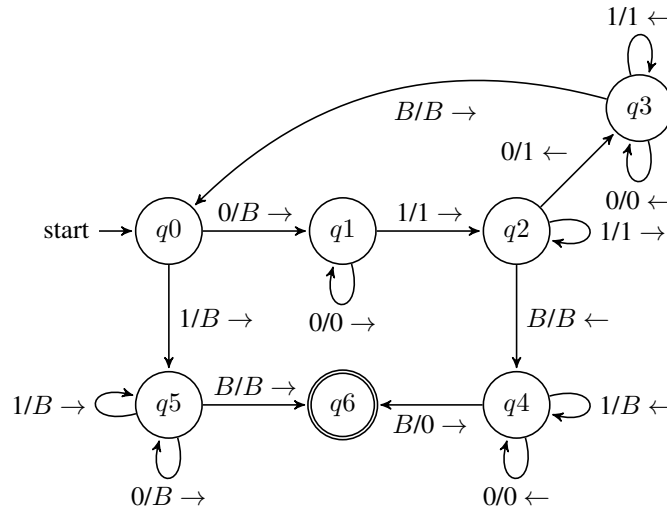 1/1 ←
q3
B/B →
0/1 ←
0/0 ←
start
q0
0/B →
q1
1/1 →
q2
1/1 →
0/0 →
1/B →
B/B ←
1/B →
q5
B/B →
q6
B/0 →
q4
1/B ←
0/B →
0/0 ←